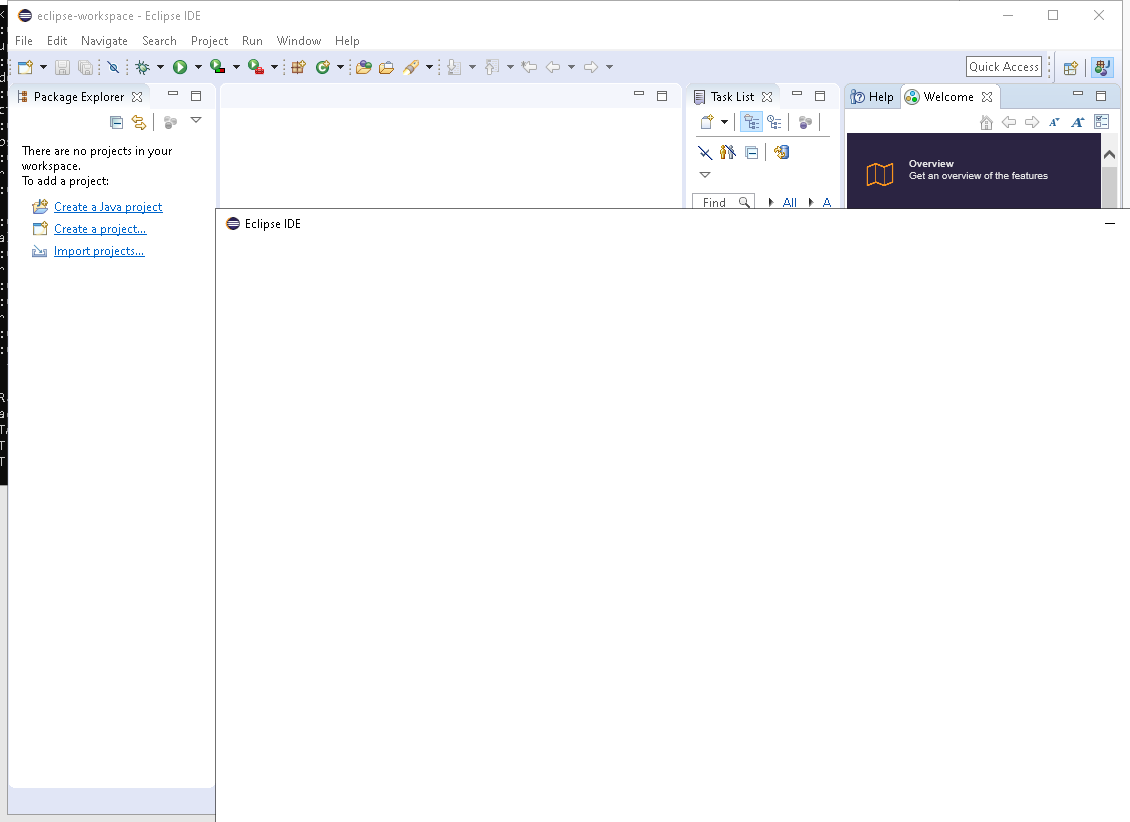 eclipse-workspace - Eclipse IDE
File Edit Navigate Search Project Run Window Help
Quick Access
Package Explorer
Task List
Help
Welcome
There are no projects in your
workspace.
To add a project:
Create a Java project
Create a project...
Import projects...
Find
All
A
Overview
Get an overview of the features
Eclipse IDE